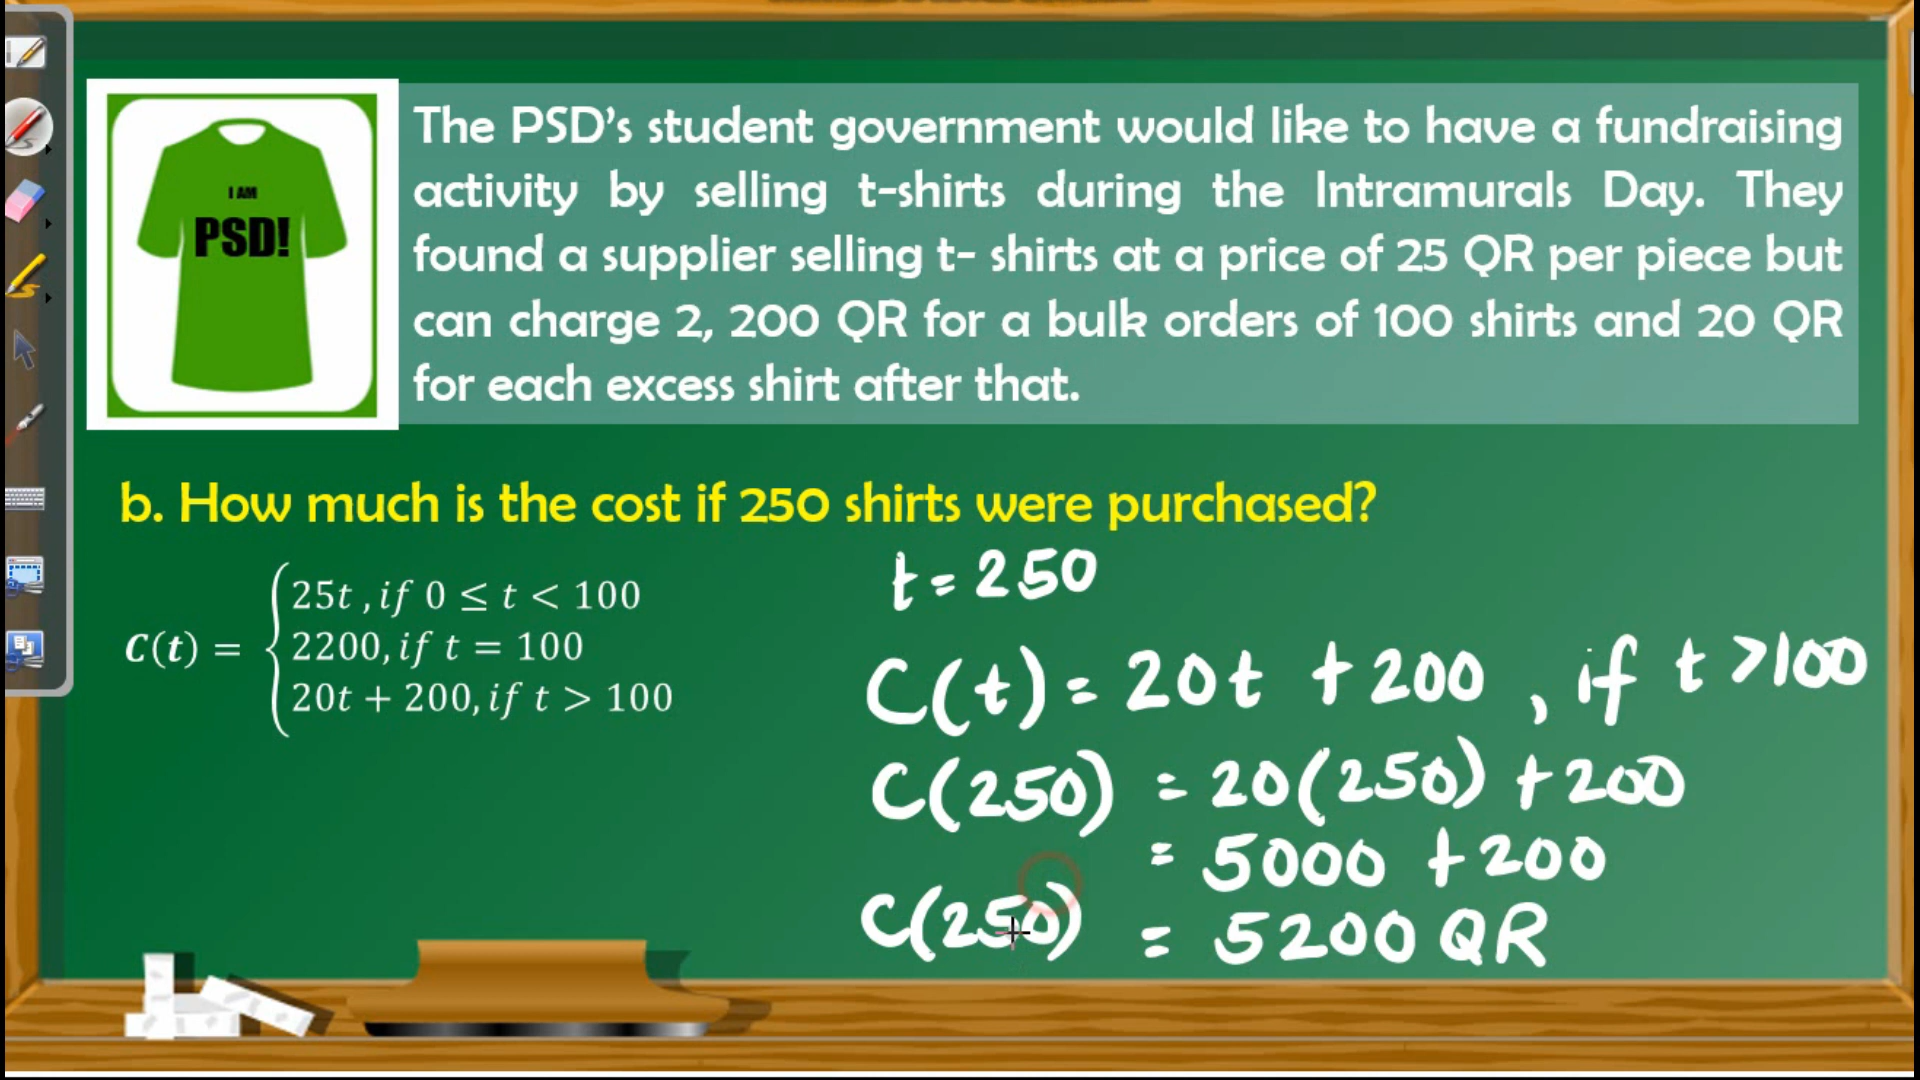 I AM
PSD!
The PSD's student government would like to have a fundraising
activity by selling t-shirts during the Intramurals Day. They
found a supplier selling t- shirts at a price of 25 QR per piece but
can charge 2, 200 QR for a bulk orders of 100 shirts and 20 QR
for each excess shirt after that.
b. How much is the cost if 250 shirts were purchased?
C(t) = { 25t , if 0 ≤ t < 100
2200, if t = 100
20t + 200, if t > 100
t = 250
C(t) = 20t + 200 , if t > 100
C(250) = 20(250) + 200
= 5000 + 200
C(250) = 5200 QR